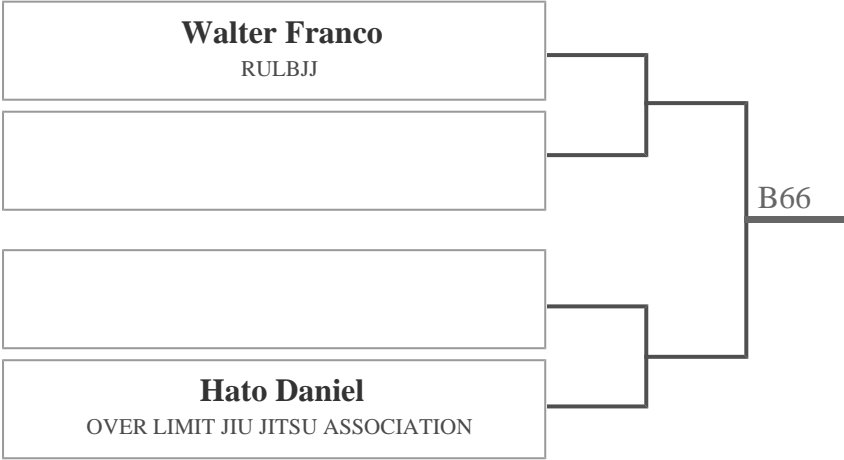 Walter Franco
RULBJJ
B66
Hato Daniel
OVER LIMIT JIU JITSU ASSOCIATION